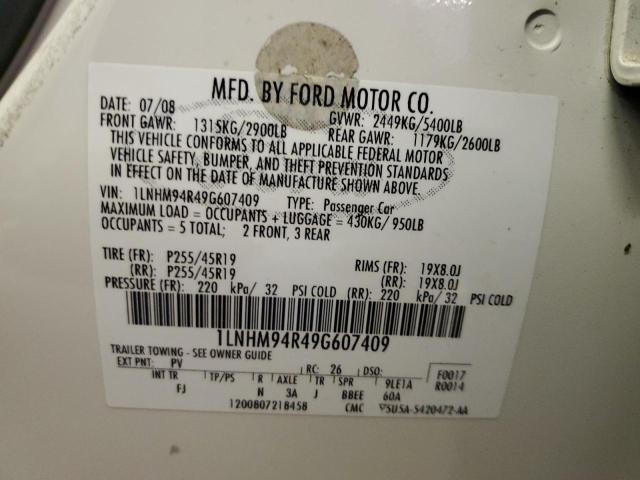 MFD. BY FORD MOTOR CO.
DATE: 07/08 GVWR: 2449KG/5400LB
FRONT GAWR: 1315KG/2900LB REAR GAWR: 1179KG/2600LB
THIS VEHICLE CONFORMS TO ALL APPLICABLE FEDERAL MOTOR
VEHICLE SAFETY, BUMPER, AND THEFT PREVENTION STANDARDS
IN EFFECT ON THE DATE OF MANUFACTURE SHOWN ABOVE.
VIN: 1LNHM94R49G607409 TYPE: Passenger Car
MAXIMUM LOAD = OCCUPANTS + LUGGAGE = 430KG/ 950LB
OCCUPANTS = 5 TOTAL; 2 FRONT, 3 REAR
TIRE (FR): P255/45R19 RIMS (FR): 19X8.0J
(RR): P255/45R19 (RR): 19X8.0J
PRESSURE (FR): 220 kPa/ 32 PSI COLD (RR): 220 kPa/ 32 PSI COLD
1LNHM94R49G607409
TRAILER TOWING - SEE OWNER GUIDE
EXT PNT: PV RC: 26 DSO: F0017
R0014
INT TR TP/PS R AXLE TR SPR 9LE1A
FJ N 3A J BBEE 60A
1200807218458 CMC 5U5A-5420472-AA